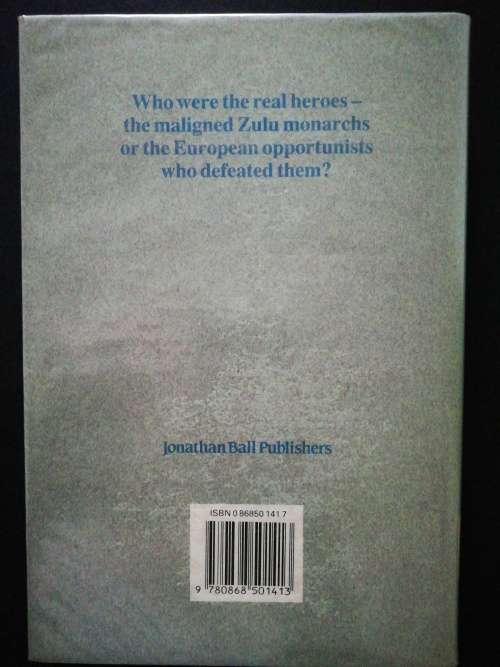 Who were the real heroes –
the maligned Zulu monarchs
or the European opportunists
who defeated them?
Jonathan Ball Publishers
ISBN 0 86850 141 7
9 780868 501413